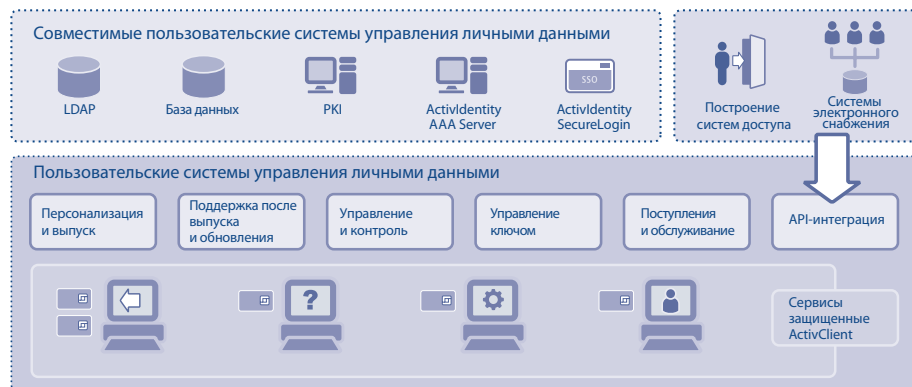 Совместимые пользовательские системы управления личными данными
LDAP
База данных
PKI
ActivIdentity
AAA Server
SSO
ActivIdentity
SecureLogin
Построение
систем доступа
Системы
электронного
снабжения
Пользовательские системы управления личными данными
Персонализация
и выпуск
Поддержка после
выпуска
и обновления
Управление
и контроль
Управление
ключом
Поступления
и обслуживание
API-интеграция
?
Сервисы
защищенные
ActivClient